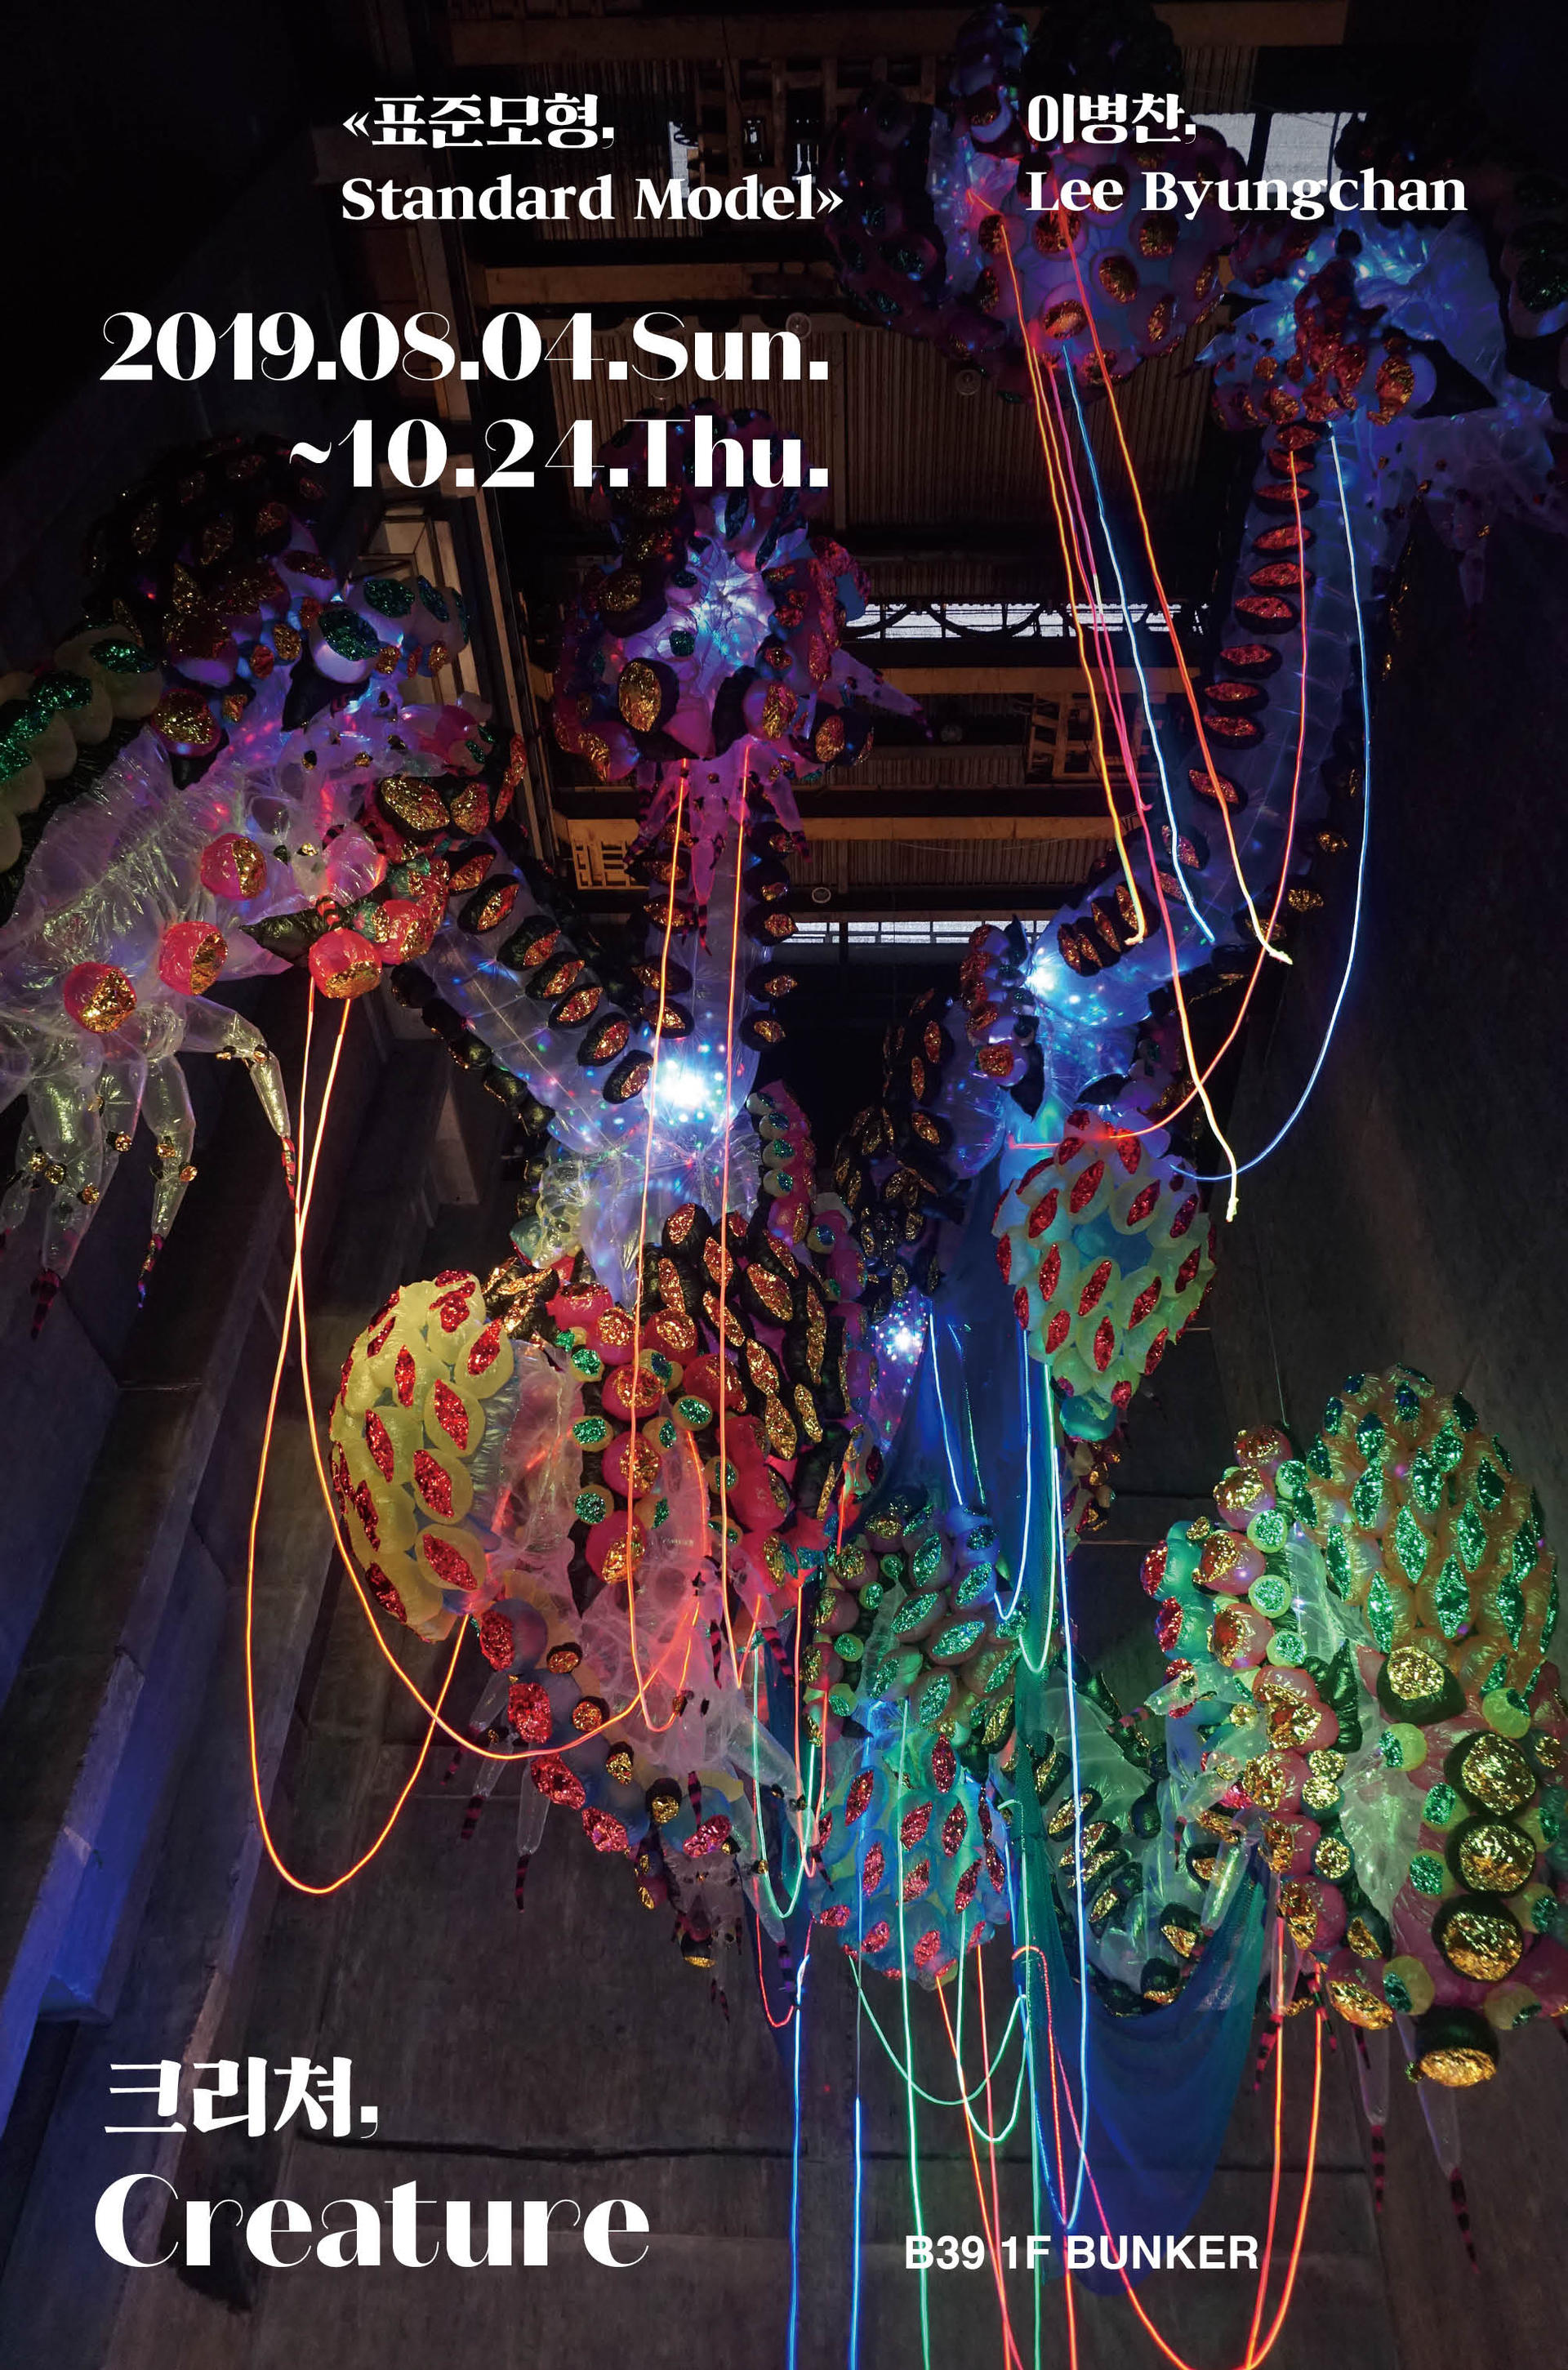 «표준모형,
Standard Model»
이병찬,
Lee Byungchan
2019.08.04.Sun.
~10.24.Thu.
크리쳐,
Creature
B39 1F BUNKER